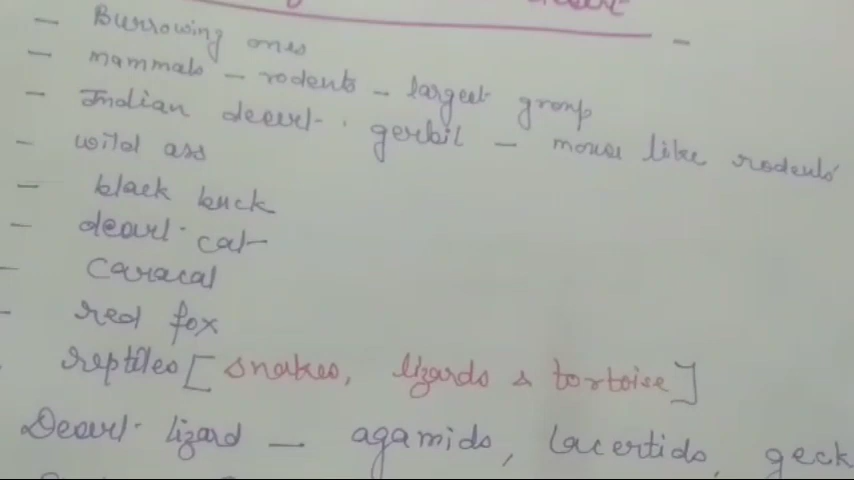 - Burrowing ones
- mammals - rodents - largest group
- Indian desert gerbil - mouse like rodents
- wild ass
- black buck
- desert cat
- Caracal
- red fox
reptiles [snakes, lizards & tortoise]
Desert lizard - agamids, lacertids, geck